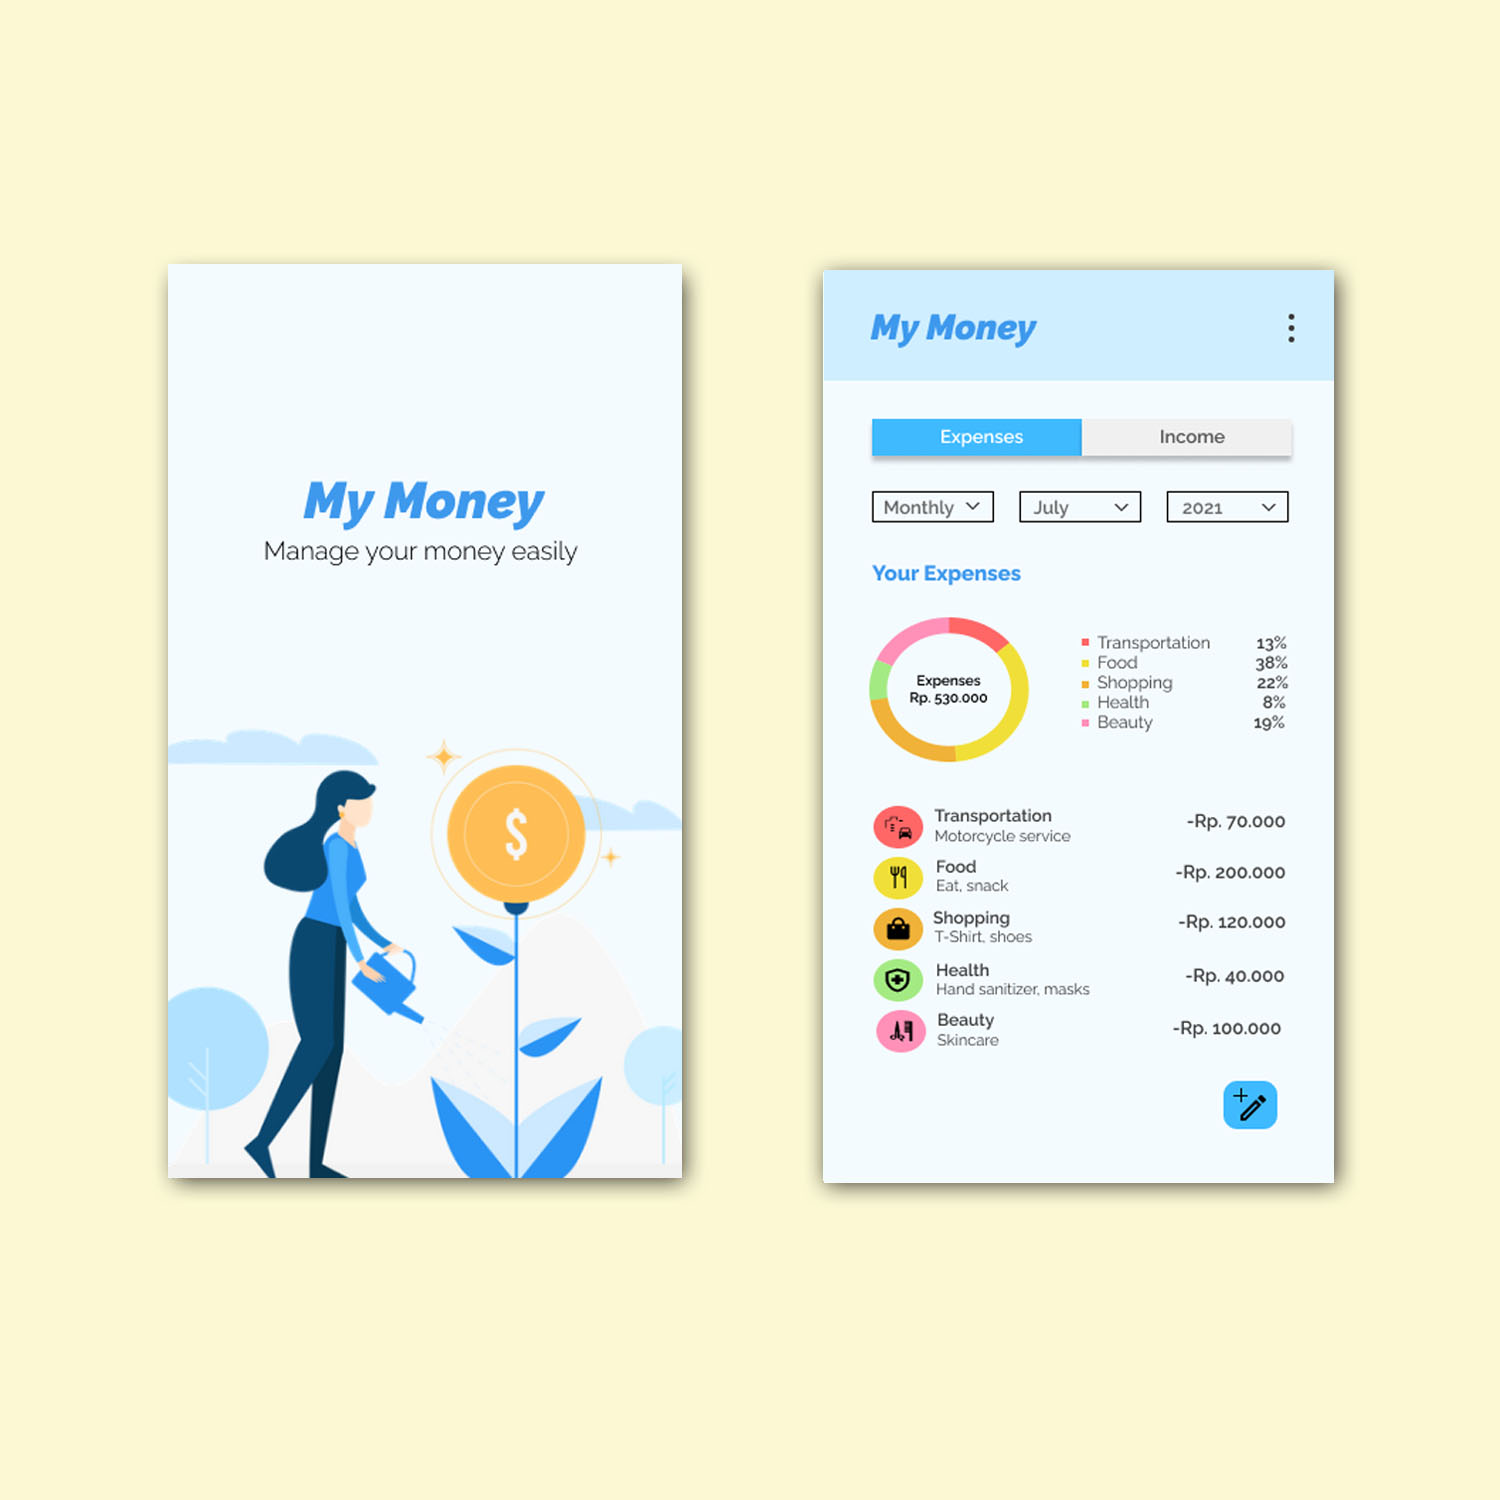 My Money
Manage your money easily
$
My Money
Expenses Income
Monthly July 2021
Your Expenses
Expenses
Rp. 530.000
Transportation 13%
Food 38%
Shopping 22%
Health 8%
Beauty 19%
Transportation
Motorcycle service
-Rp. 70.000
Food
Eat, snack
-Rp. 200.000
Shopping
T-Shirt, shoes
-Rp. 120.000
Health
Hand sanitizer, masks
-Rp. 40.000
Beauty
Skincare
-Rp. 100.000